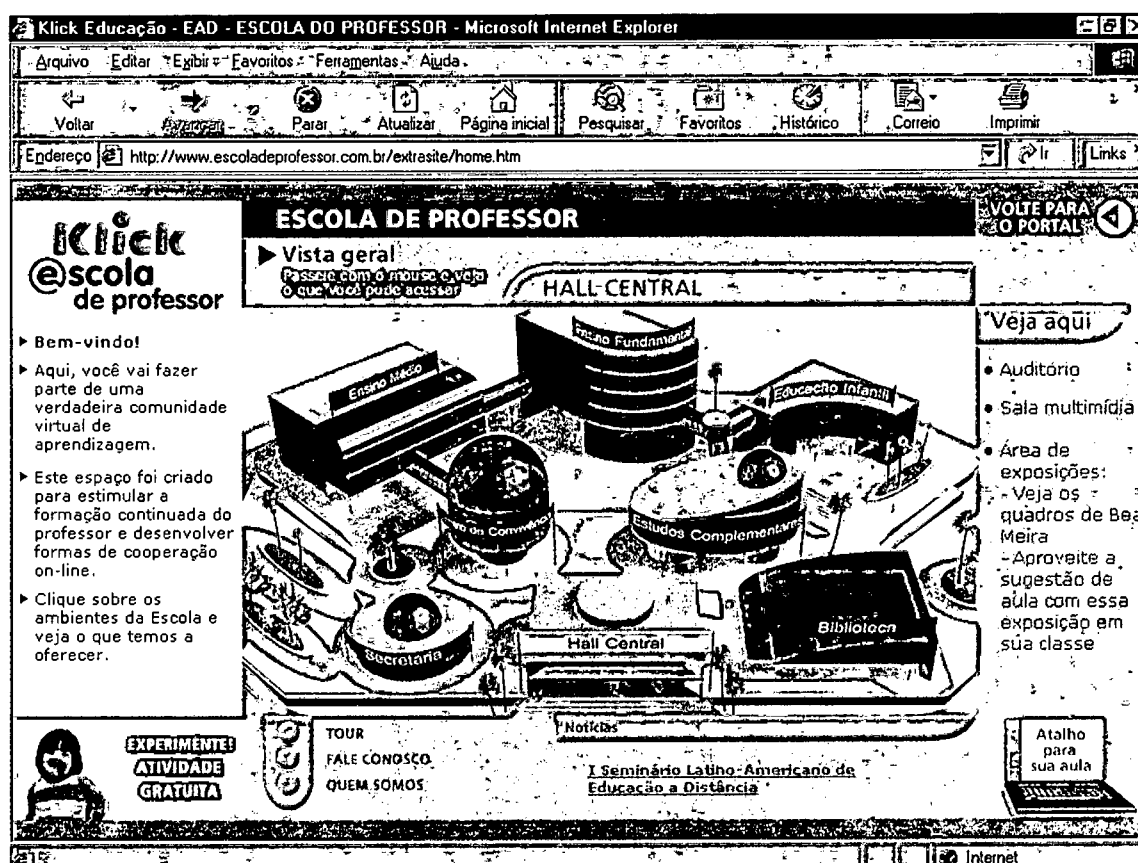 Klick Educação - EAD - ESCOLA DO PROFESSOR - Microsoft Internet Explorer
Arquivo Editar Exibir Favoritos Ferramentas Ajuda
Voltar Avançar Parar Atualizar Página inicial Pesquisar Favoritos Histórico Correio Imprimir
Endereço http://www.escoladeprofessor.com.br/extrasite/home.htm Ir Links
Klick
escola
de professor
Bem-vindo!
Aqui, você vai fazer
parte de uma
verdadeira comunidade
virtual de
aprendizagem.
Este espaço foi criado
para estimular a
formação continuada do
professor e desenvolver
formas de cooperação
on-line.
Clique sobre os
ambientes da Escola e
veja o que temos a
oferecer.
ESCOLA DE PROFESSOR
Vista geral
Passeie com o mouse e veja
o que você pode acessar
HALL CENTRAL
Ensino Médio
Ensino Fundamental
Educação Infantil
Estudos Complementares
Secretaria
Hall Central
Biblioteca
VOLTE PARA
O PORTAL
Veja aqui
Auditório
Sala multimídia
Área de
exposições:
- Veja os
quadros de Bea
Meira
- Aproveite a
sugestão de
aula com essa
exposição em
sua classe
EXPERIMENTE!
ATIVIDADE
GRATUITA
TOUR
FALE CONOSCO
QUEM SOMOS
Notícias
I Seminário Latino-Americano de
Educação a Distância
Atalho
para
sua aula
Internet